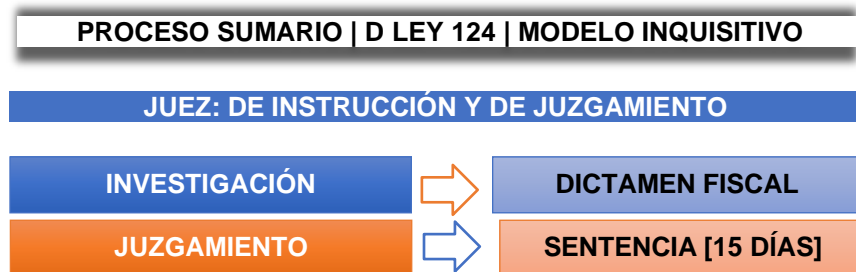 PROCESO SUMARIO | D LEY 124 | MODELO INQUISITIVO
JUEZ: DE INSTRUCCIÓN Y DE JUZGAMIENTO
INVESTIGACIÓN
DICTAMEN FISCAL
JUZGAMIENTO
SENTENCIA [15 DÍAS]